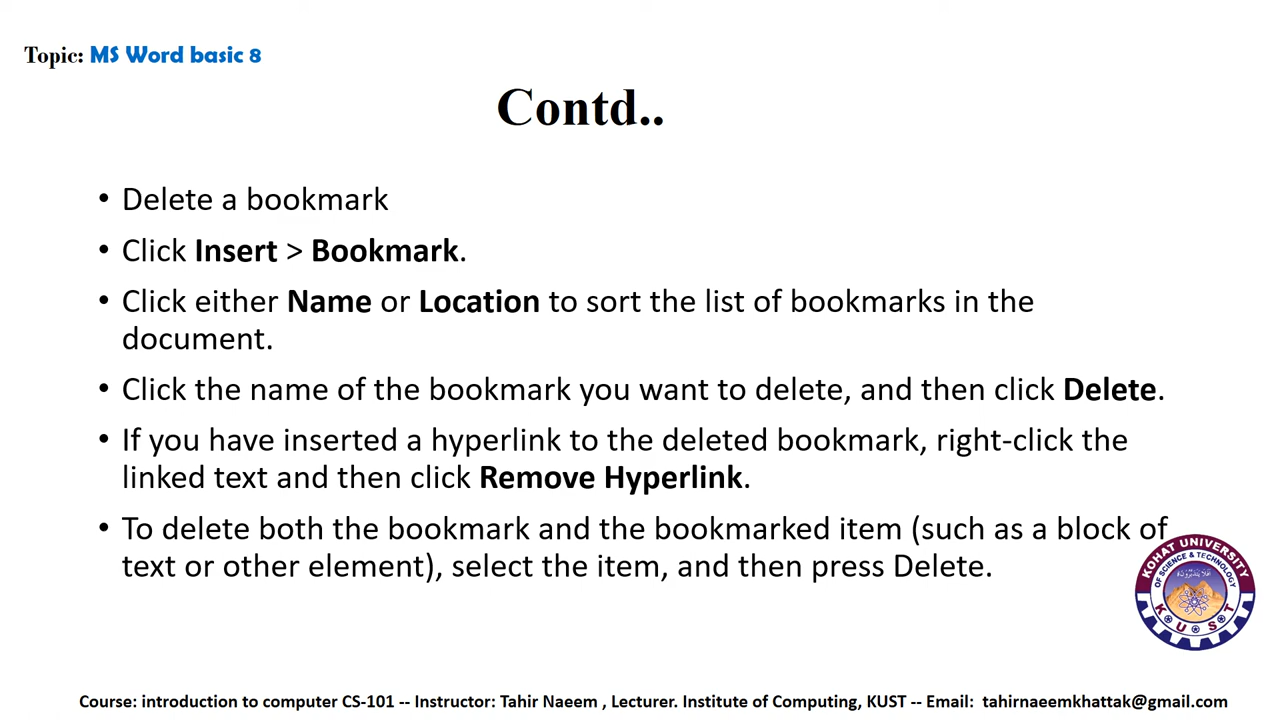 Topic: MS Word basic 8
Contd..
• Delete a bookmark
• Click Insert > Bookmark.
• Click either Name or Location to sort the list of bookmarks in the
document.
• Click the name of the bookmark you want to delete, and then click Delete.
• If you have inserted a hyperlink to the deleted bookmark, right-click the
linked text and then click Remove Hyperlink.
• To delete both the bookmark and the bookmarked item (such as a block of
text or other element), select the item, and then press Delete.
KOHAT UNIVERSITY
OF SCIENCE & TECHNOLOGY
K U S T
Course: introduction to computer CS-101 -- Instructor: Tahir Naeem , Lecturer. Institute of Computing, KUST -- Email: tahirnaeemkhattak@gmail.com